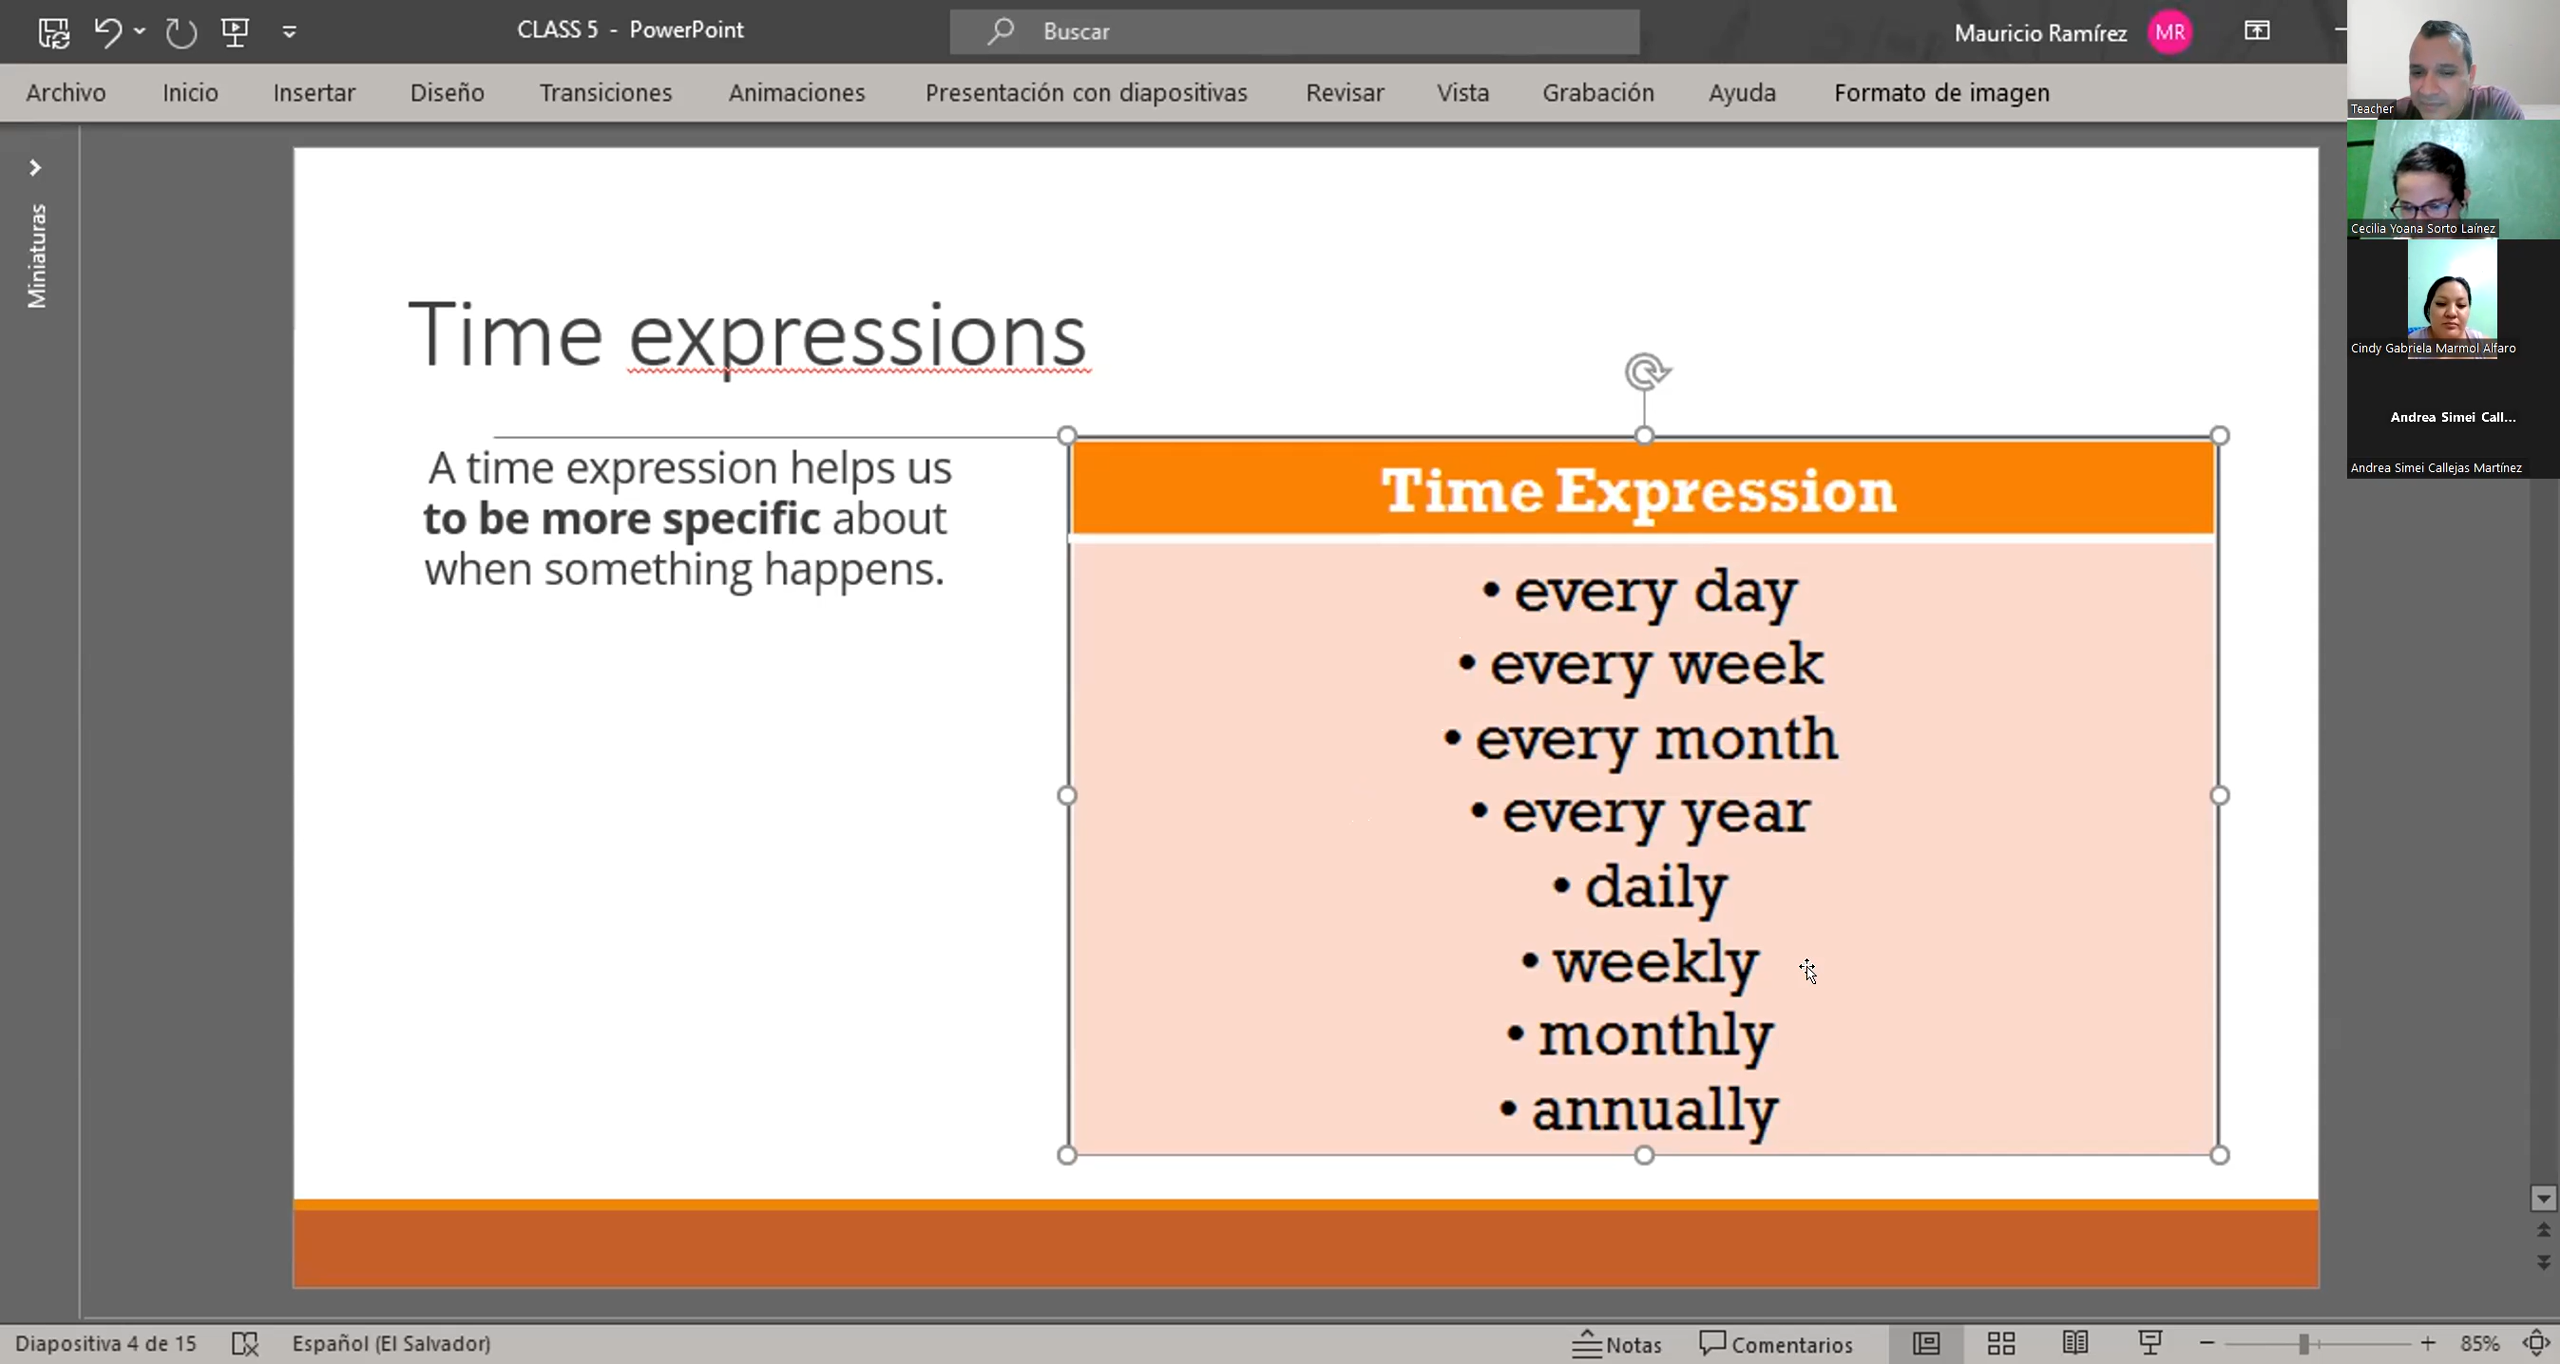 CLASS 5 - PowerPoint
Buscar
Mauricio Ramírez
MR
Archivo Inicio Insertar Diseño Transiciones Animaciones Presentación con diapositivas Revisar Vista Grabación Ayuda Formato de imagen
Miniaturas
Time expressions
A time expression helps us
to be more specific about
when something happens.
Time Expression
• every day
• every week
• every month
• every year
• daily
• weekly
• monthly
• annually
Teacher
Cecilia Yoana Sorto Laínez
Cindy Gabriela Marmol Alfaro
Andrea Simei Call...
Andrea Simei Callejas Martínez
Diapositiva 4 de 15 Español (El Salvador) Notas Comentarios 85%